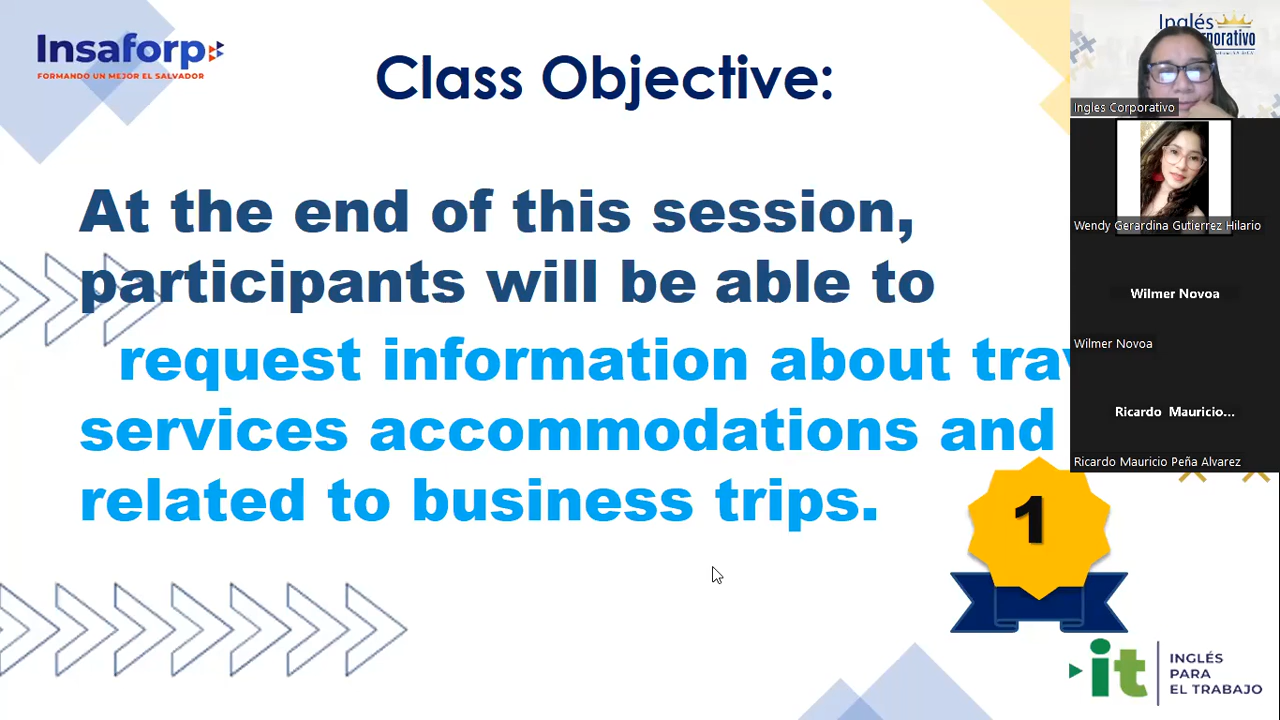 Insaforp
FORMANDO UN MEJOR EL SALVADOR
Class Objective:
At the end of this session,
participants will be able to
request information about
services accommodations and
related to business trips.
1
INGLÉS
PARA
EL TRABAJO
it
Inglés
Ingles Corporativo
Wendy Gerardina Gutierrez Hilario
Wilmer Novoa
Wilmer Novoa
Ricardo Mauricio...
Ricardo Mauricio Peña Alvarez